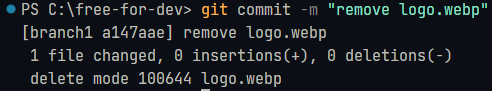 PS C:\free-for-dev> git commit -m "remove logo.webp"
[branch1 a147aae] remove logo.webp
 1 file changed, 0 insertions(+), 0 deletions(-)
 delete mode 100644 logo.webp